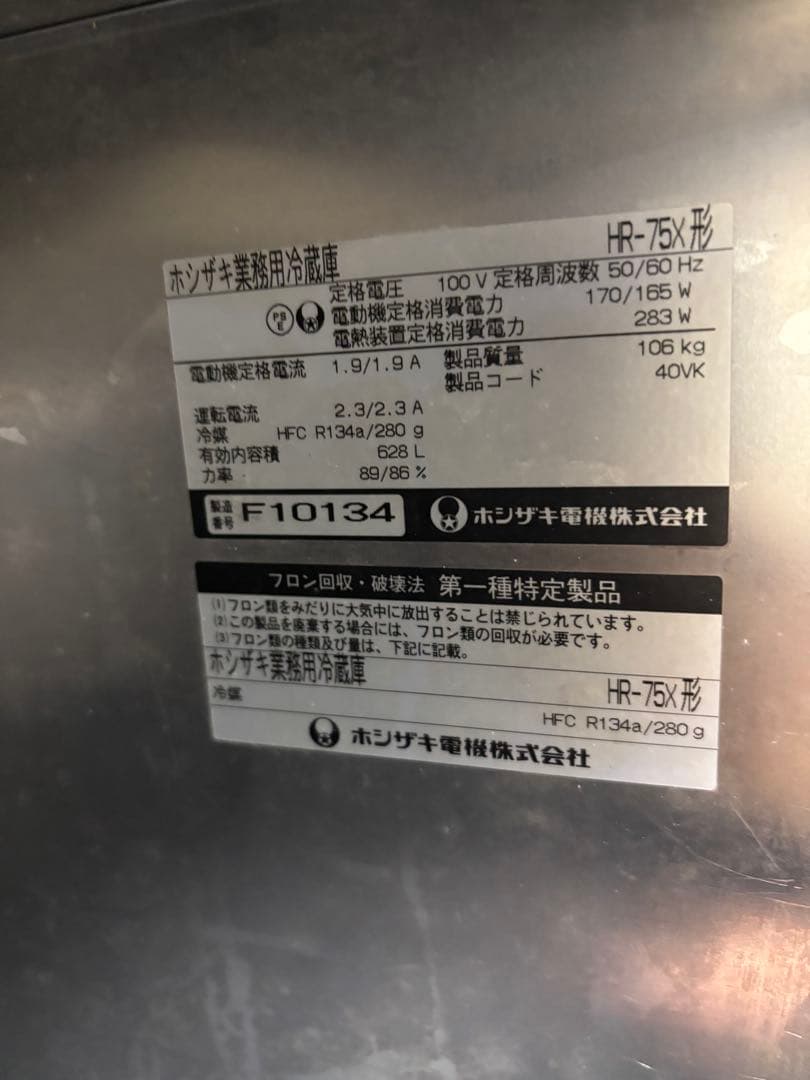 ホシザキ業務用冷蔵庫 HR-75X形
定格電圧 100V 定格周波数 50/60 Hz
PS E 電動機定格消費電力 170/165 W
電熱装置定格消費電力 283 W
電動機定格電流 1.9/1.9 A 製品質量 106 kg
製品コード 40VK
運転電流 2.3/2.3 A
冷媒 HFC R134a/280 g
有効内容積 628 L
力率 89/86 %
製造番号 F10134 ホシザキ電機株式会社
フロン回収・破壊法 第一種特定製品
(1)フロン類をみだりに大気中に放出することは禁じられています。
(2)この製品を廃棄する場合には、フロン類の回収が必要です。
(3)フロン類の種類及び量は、下記に記載。
ホシザキ業務用冷蔵庫 HR-75X形
冷媒 HFC R134a/280 g
ホシザキ電機株式会社